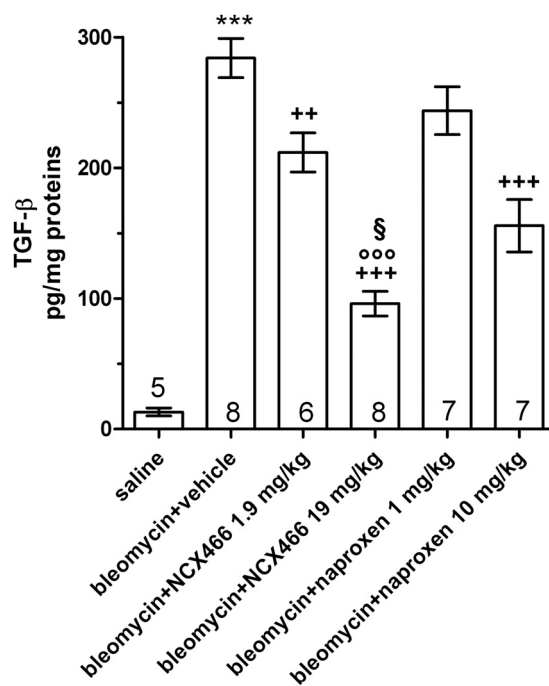 TGF-β
pg/mg proteins
300
200
100
0
***
++
§
°°°
+++
+++
5
8
6
8
7
7
saline
bleomycin+vehicle
bleomycin+NCX466 1.9 mg/kg
bleomycin+NCX466 19 mg/kg
bleomycin+naproxen 1 mg/kg
bleomycin+naproxen 10 mg/kg